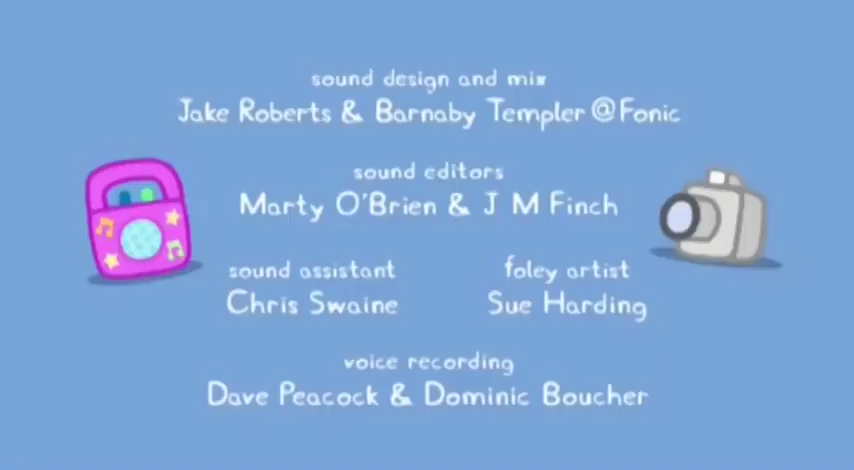 sound design and mix
Jake Roberts & Barnaby Templer @Fonic
sound editors
Marty O'Brien & J M Finch
sound assistant
Chris Swaine
foley artist
Sue Harding
voice recording
Dave Peacock & Dominic Boucher